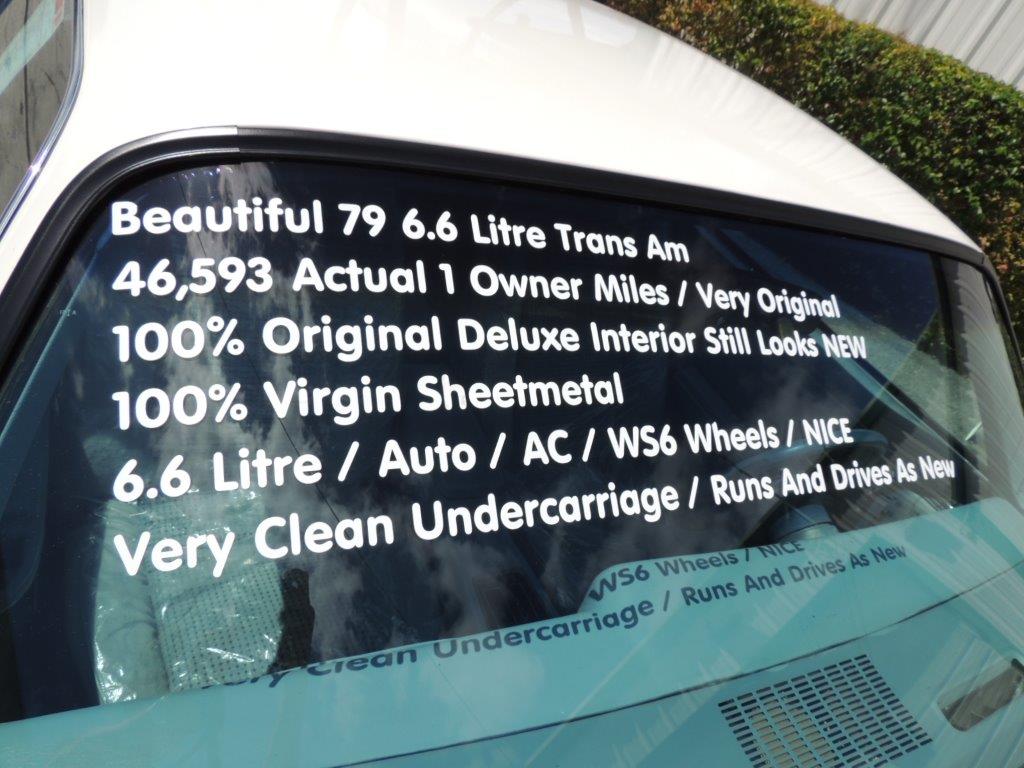 Beautiful 79 6.6 Litre Trans Am
46,593 Actual 1 Owner Miles / Very Original
100% Original Deluxe Interior Still Looks NEW
100% Virgin Sheetmetal
6.6 Litre / Auto / AC / WS6 Wheels / NICE
Very Clean Undercarriage / Runs And Drives As New
WS6 Wheels / NICE
Very Clean Undercarriage / Runs And Drives As New